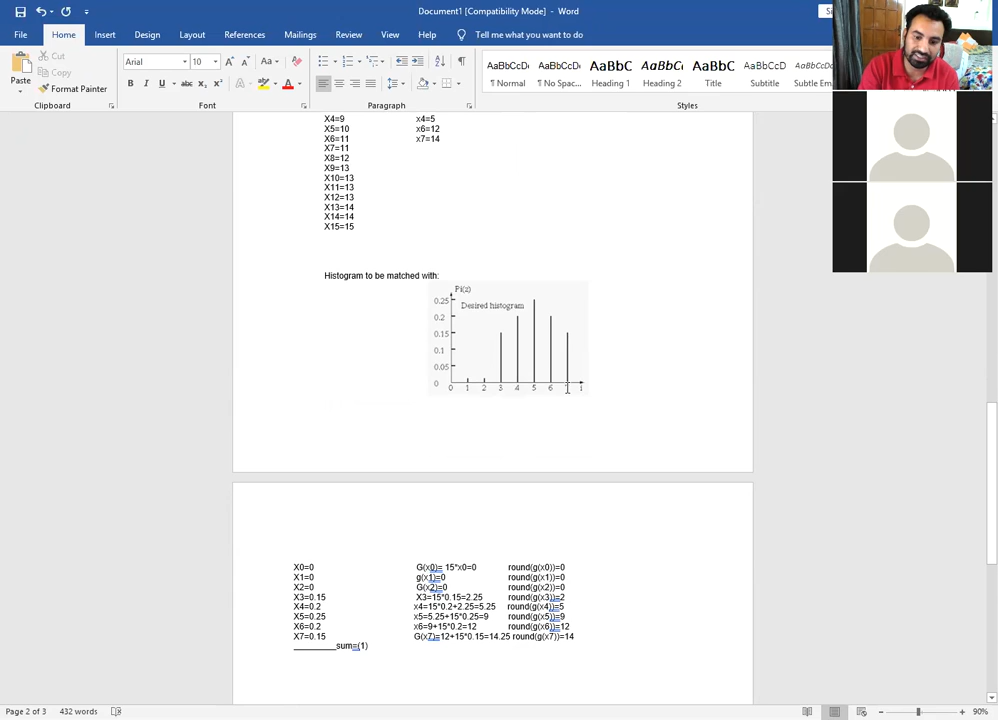 Document1 [Compatibility Mode] - Word
File Home Insert Design Layout References Mailings Review View Help Tell me what you want to do
Paste
Cut
Copy
Format Painter
Clipboard
Arial 10
B I U abc X₂ X²
Font
Paragraph
AaBbCcDc AaBbCcDc AaBbC AaBbCc AaBbC AaBbCcD AaBbCcDc
¶ Normal ¶ No Spac... Heading 1 Heading 2 Title Subtitle Subtle Em
Styles
X4=9 x4=5
X5=10 x6=12
X6=11 x7=14
X7=11
X8=12
X9=13
X10=13
X11=13
X12=13
X13=14
X14=14
X15=15
Histogram to be matched with:
Pi(z)
Desired histogram
0.25
0.2
0.15
0.1
0.05
0
0 1 2 3 4 5 6 1
X0=0 G(x0)= 15*x0=0 round(g(x0))=0
X1=0 g(x1)=0 round(g(x1))=0
X2=0 G(x2)=0 round(g(x2))=0
X3=0.15 X3=15*0.15=2.25 round(g(x3))=2
X4=0.2 x4=15*0.2+2.25=5.25 round(g(x4))=5
X5=0.25 x5=5.25+15*0.25=9 round(g(x5))=9
X6=0.2 x6=9+15*0.2=12 round(g(x6))=12
X7=0.15 G(x7)=12+15*0.15=14.25 round(g(x7))=14
________sum=(1)
Page 2 of 3 432 words 90%